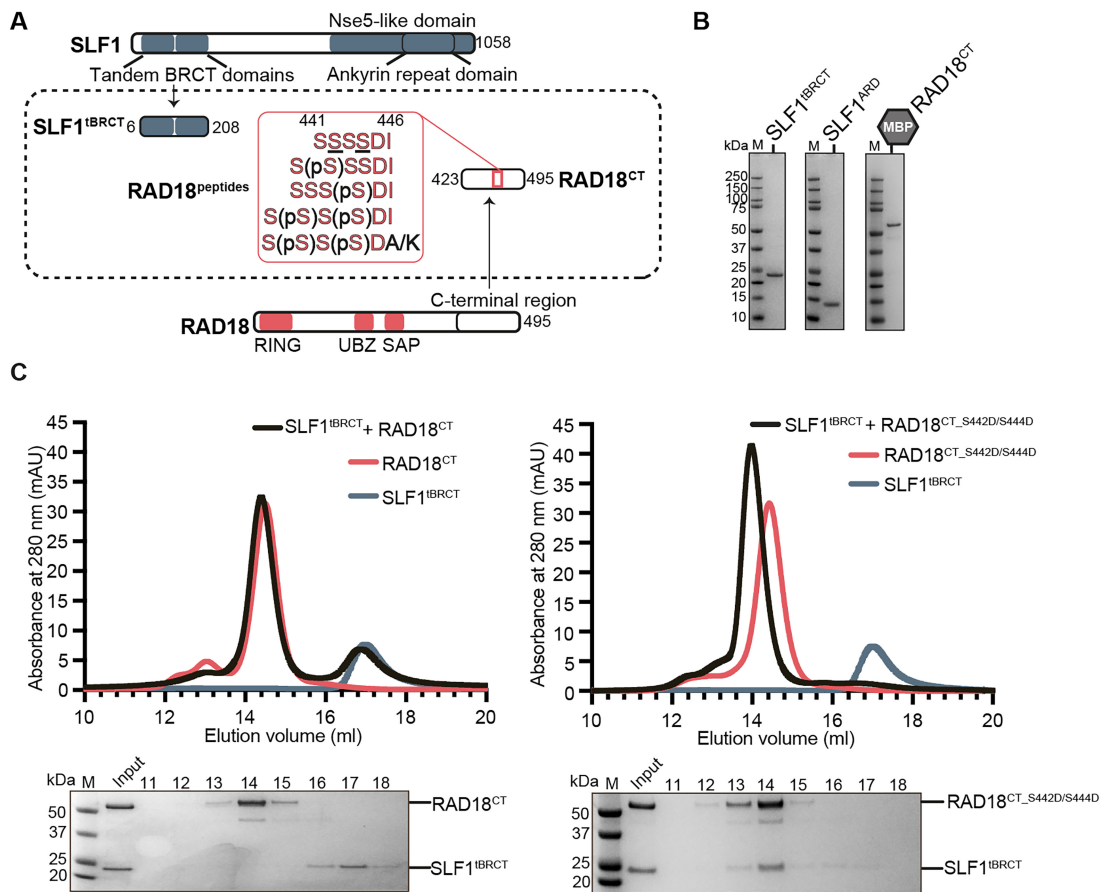 A
SLF1
Nse5-like domain
1058
Tandem BRCT domains
Ankyrin repeat domain
SLF1tBRCT
6
208
441 446
SSSSDI
S(pS)SSDI
SSS(pS)DI
S(pS)S(pS)DI
S(pS)S(pS)DA/K
RAD18peptides
423
495
RAD18CT
C-terminal region
RAD18
495
RING UBZ SAP
B
SLF1tBRCT
SLF1ARD
MBP
RAD18CT
kDa M M M
250
150
100
75
50
37
25
20
15
10
C
Absorbance at 280 nm (mAU)
45
40
35
30
25
20
15
10
5
0
10 12 14 16 18 20
Elution volume (ml)
SLF1tBRCT + RAD18CT
RAD18CT
SLF1tBRCT
kDa M Input 11 12 13 14 15 16 17 18
50
37
25
20
RAD18CT
SLF1tBRCT
Absorbance at 280 nm (mAU)
45
40
35
30
25
20
15
10
5
0
10 12 14 16 18 20
Elution volume (ml)
SLF1tBRCT + RAD18CT_S442D/S444D
RAD18CT_S442D/S444D
SLF1tBRCT
kDa M Input 11 12 13 14 15 16 17 18
50
37
25
20
RAD18CT_S442D/S444D
SLF1tBRCT